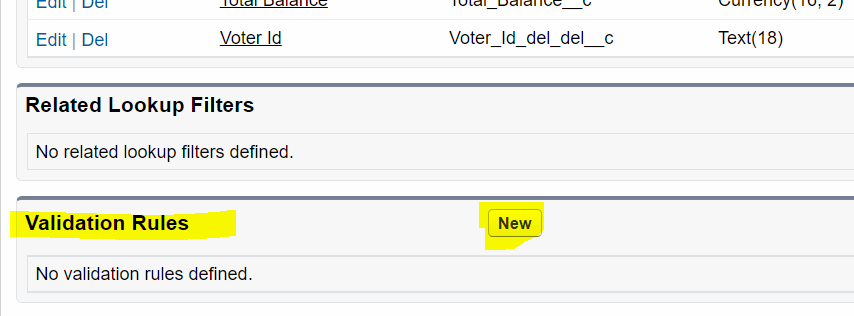 Edit | Del Total Balance Total_Balance__c Currency(16, 2)
Edit | Del Voter Id Voter_Id_del_del__c Text(18)
Related Lookup Filters
No related lookup filters defined.
Validation Rules New
No validation rules defined.